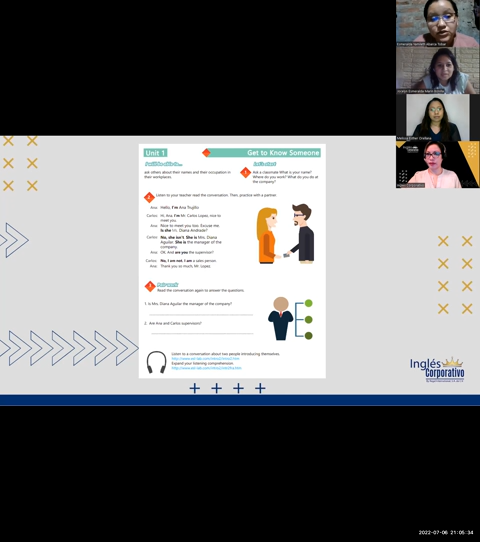 Unit 1
Get to Know Someone
Let's start!
ask others about their names and their occupation in
their workplaces.
Ask a classmate What is your name?
Where do you work? What do you do at
the company?
Listen to your teacher read the conversation. Then, practice with a partner.
Ana: Hello, I'm Ana Trujillo
Carlos: Hi, Ana. I'm Mr. Carlos Lopez, nice to
meet you.
Ana: Nice to meet you too. Excuse me,
Is she Mrs. Diana Andrade?
Carlos: No, she isn't. She is Mrs. Diana
Aguilar. She is the manager of the
company.
Ana: OK. And are you the supervisor?
Carlos: No, I am not. I am a sales person
Ana: Thank you so much, Mr. Lopez
Read the conversation again to answer the questions.
1. Is Mrs. Diana Aguilar the manager of the company?
2. Are Ana and Carlos supervisors?
Listen to a conversation about two people introducing themselves.
Expand your listening comprehension
Inglés
Corporativo
2022-07-06 21:05:34